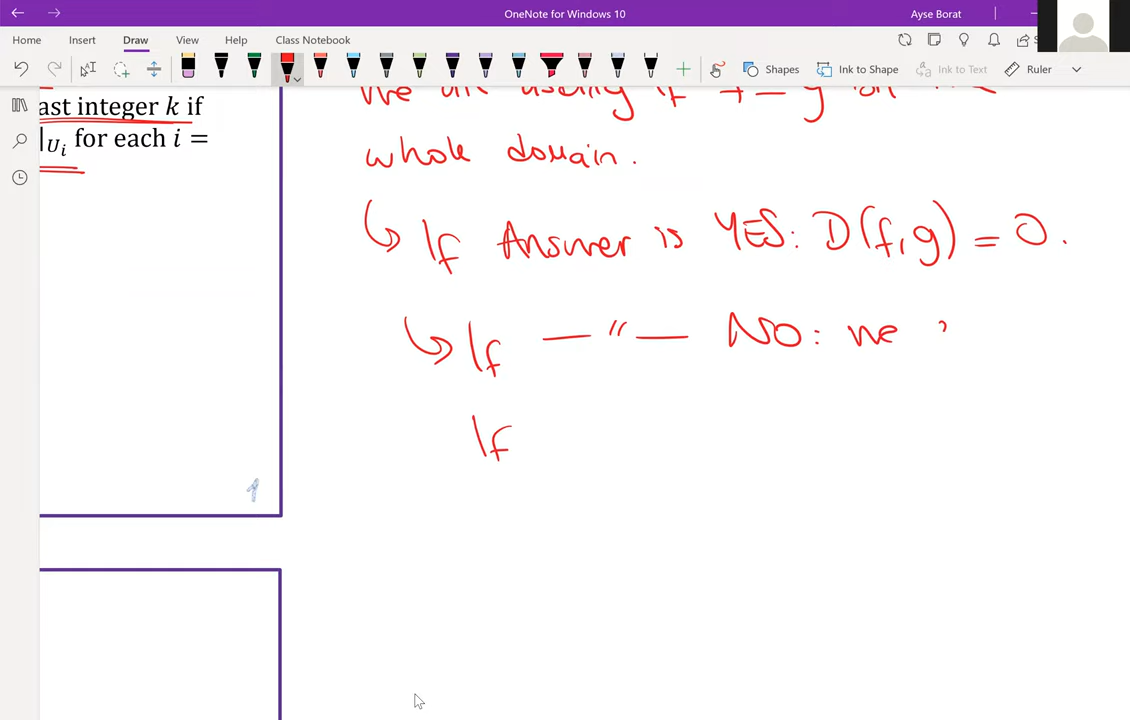 OneNote for Windows 10
Ayse Borat
Home Insert Draw View Help Class Notebook
Shapes Ink to Shape Ink to Text Ruler
ast integer k if
|Ui for each i =
whole domain.
If Answer is YES: D(f,g) = 0.
If —"— NO: we
If
1